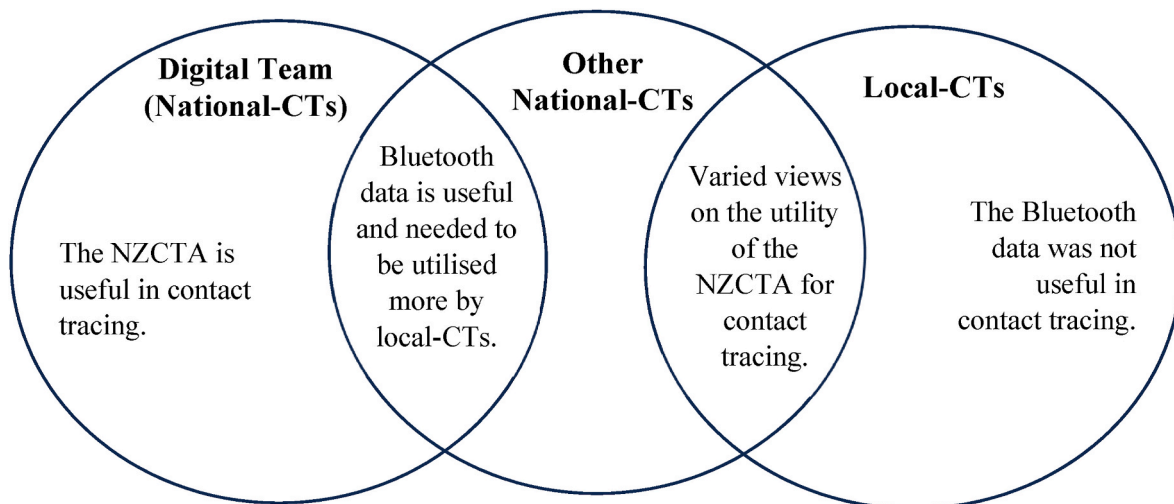 Digital Team
(National-CTs)
The NZCTA is
useful in contact
tracing.
Bluetooth
data is useful
and needed to
be utilised
more by
local-CTs.
Other
National-CTs
Varied views
on the utility
of the
NZCTA for
contact
tracing.
Local-CTs
The Bluetooth
data was not
useful in
contact tracing.